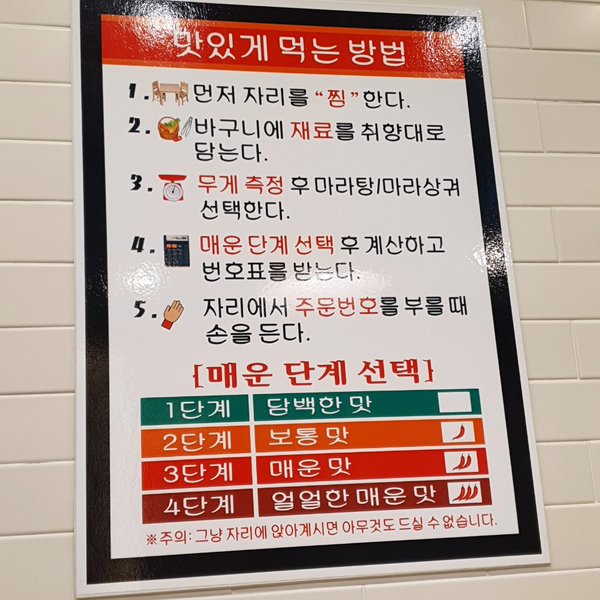 맛있게 먹는 방법
1. 먼저 자리를 “찜” 한다.
2. 바구니에 재료를 취향대로
담는다.
3. 무게 측정 후 마라탕/마라상궈
선택한다.
4. 매운 단계 선택 후 계산하고
번호표를 받는다.
5. 자리에서 주문번호를 부를 때
손을 든다.
[매운 단계 선택]
1단계 담백한 맛
2단계 보통 맛
3단계 매운 맛
4단계 얼얼한 매운 맛
※주의: 그냥 자리에 앉아계시면 아무것도 드실 수 없습니다.